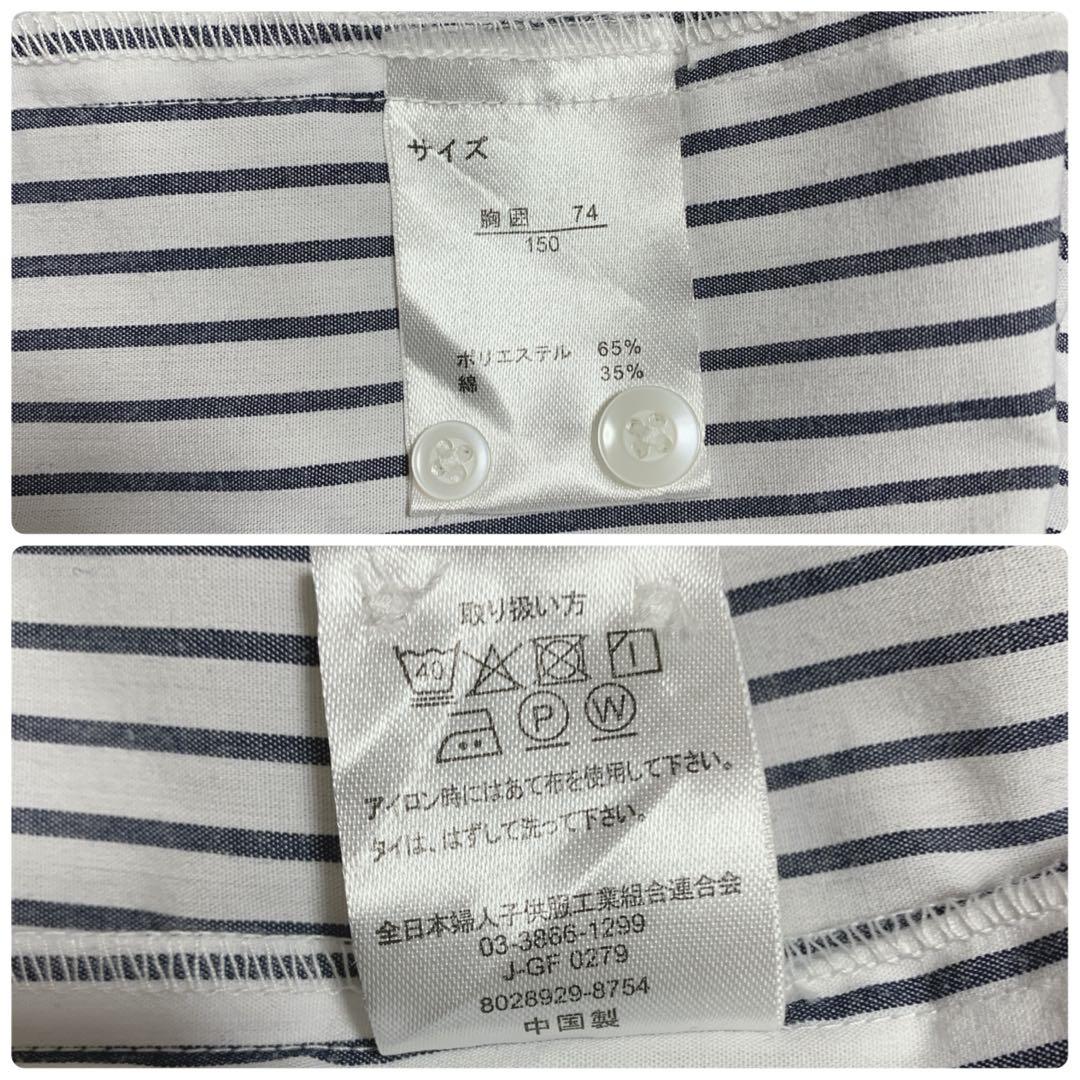 サイズ
胸囲 74
150
ポリエステル 65%
綿 35%
取り扱い方
40
P W
アイロン時にはあて布を使用して下さい。
タイは、はずして洗って下さい。
全日本婦人子供服工業組合連合会
03-3866-1299
J-GF 0279
8028929-8754
中国製